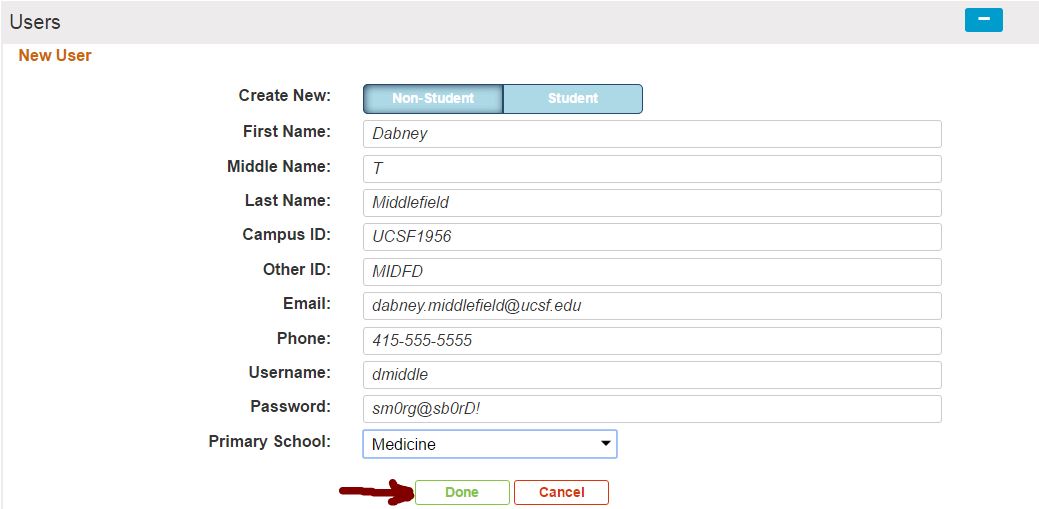 Users
New User
Create New: Non-Student Student
First Name: Dabney
Middle Name: T
Last Name: Middlefield
Campus ID: UCSF1956
Other ID: MIDFD
Email: dabney.middlefield@ucsf.edu
Phone: 415-555-5555
Username: dmiddle
Password: sm0rg@sb0rD!
Primary School: Medicine
Done Cancel